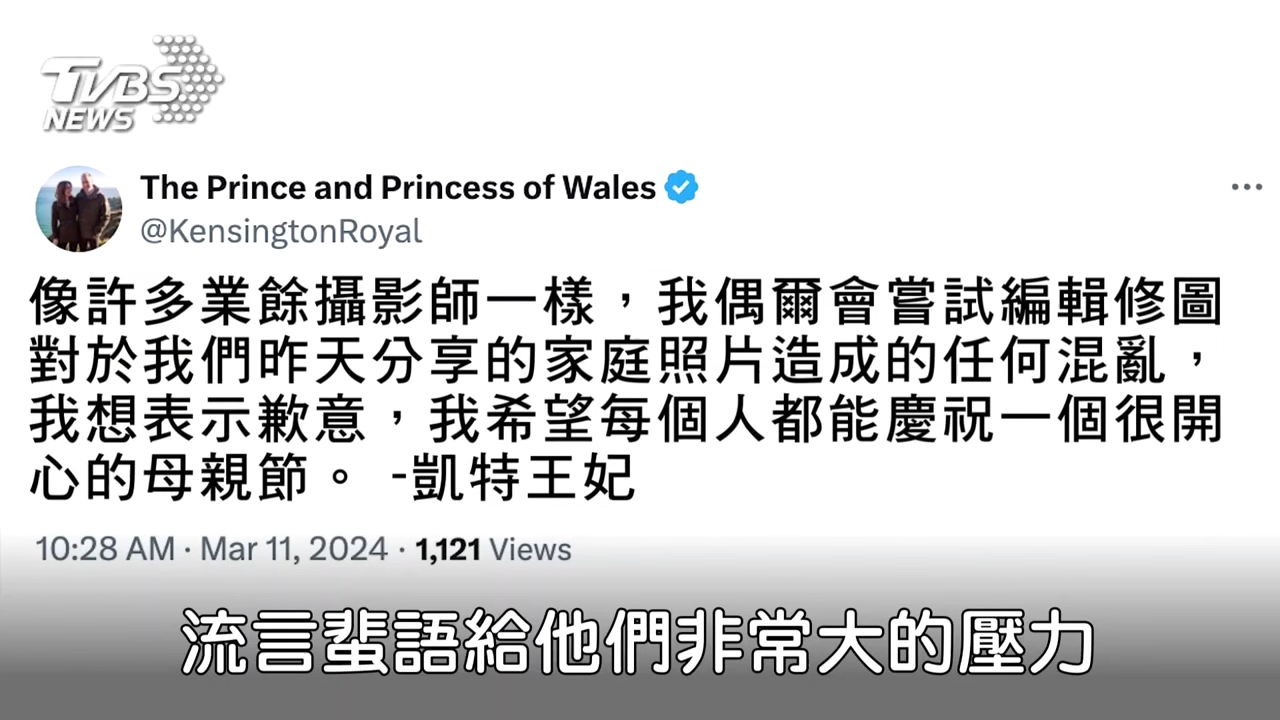 TVBS
NEWS
The Prince and Princess of Wales
@KensingtonRoyal
像許多業餘攝影師一樣，我偶爾會嘗試編輯修圖
對於我們昨天分享的家庭照片造成的任何混亂，
我想表示歉意，我希望每個人都能慶祝一個很開
心的母親節。 -凱特王妃
10:28 AM · Mar 11, 2024 · 1,121 Views
流言蜚語給他們非常大的壓力